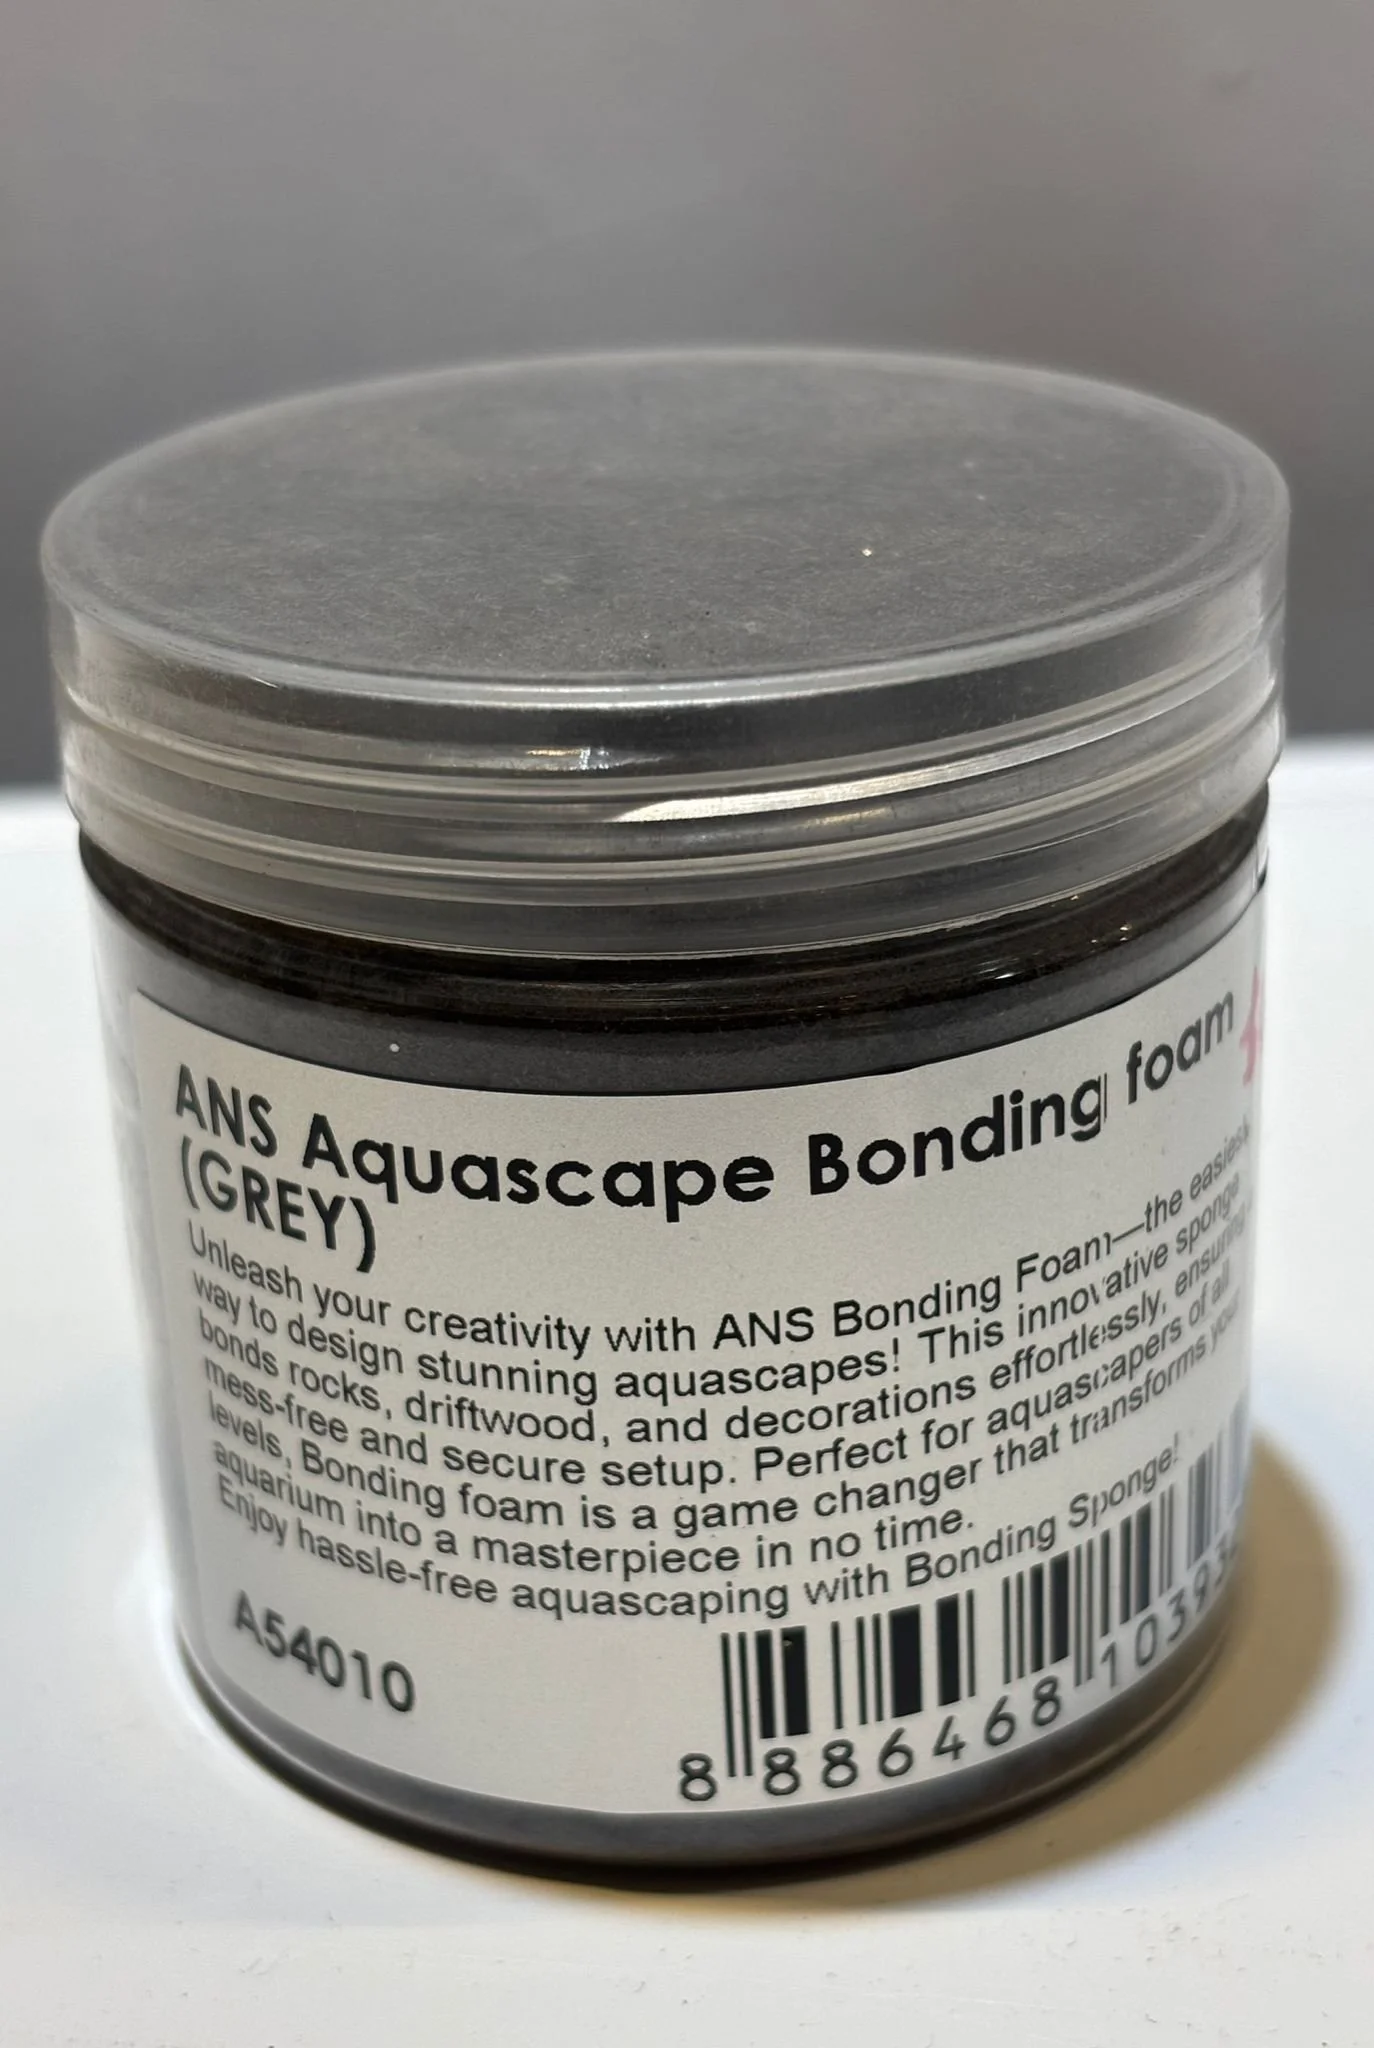 ANS Aquascape Bonding foam
(GREY)
Unleash your creativity with ANS Bonding Foam—the easiest
way to design stunning aquascapes! This innovative sponge
bonds rocks, driftwood, and decorations effortlessly, ensuring
mess-free and secure setup. Perfect for aquascapers of all
levels, Bonding foam is a game changer that transforms your
aquarium into a masterpiece in no time.
Enjoy hassle-free aquascaping with Bonding Sponge!
A54010
8 886468 10393